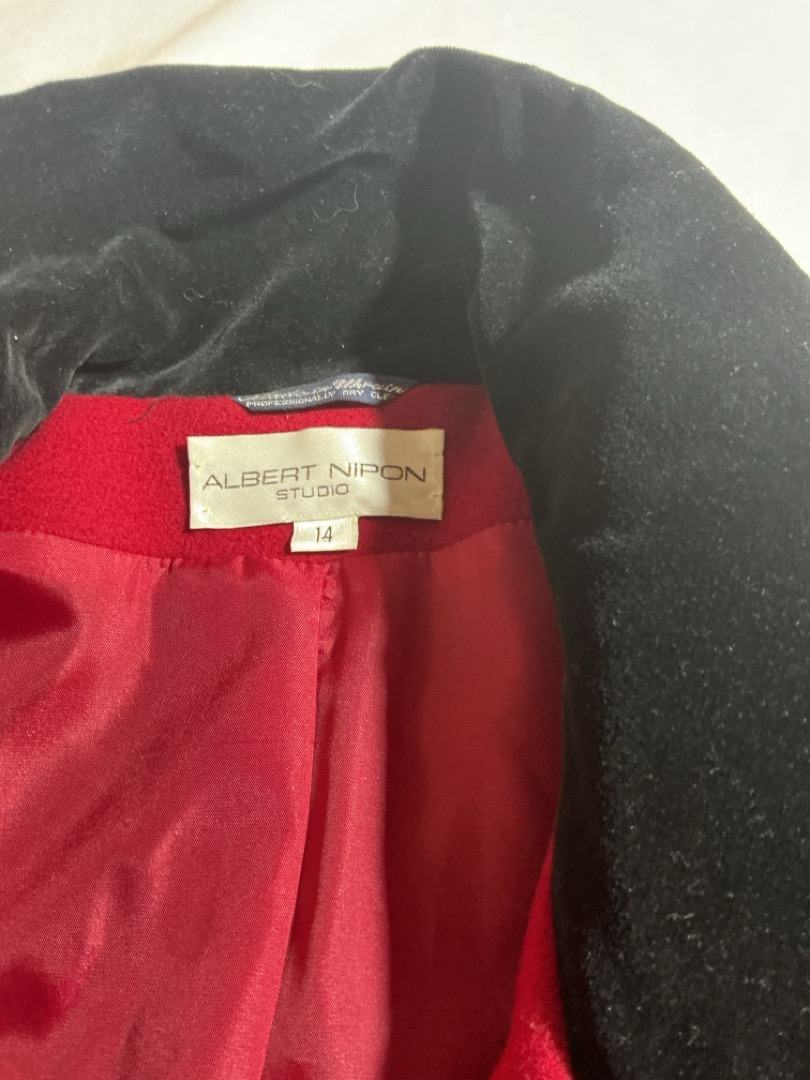 PROFESSIONALLY DRY CLE
ALBERT NIPON
STUDIO
14